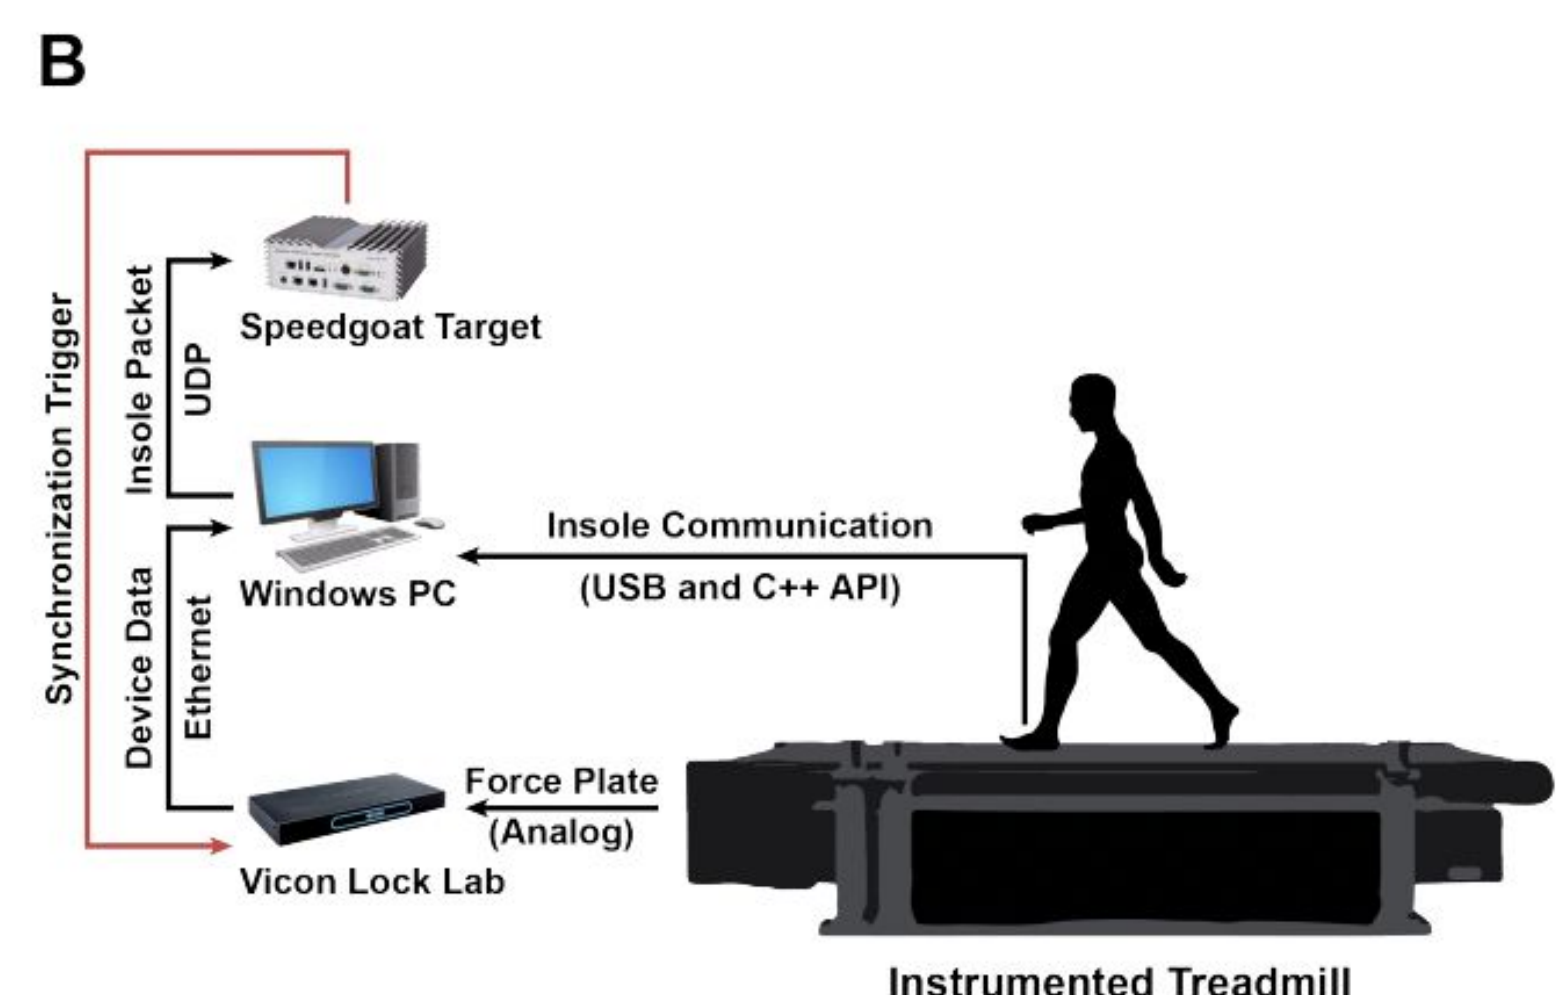 B
Synchronization Trigger
Insole Packet
UDP
Speedgoat Target
Windows PC
Insole Communication
(USB and C++ API)
Device Data
Ethernet
Force Plate
(Analog)
Vicon Lock Lab
Instrumented Treadmill